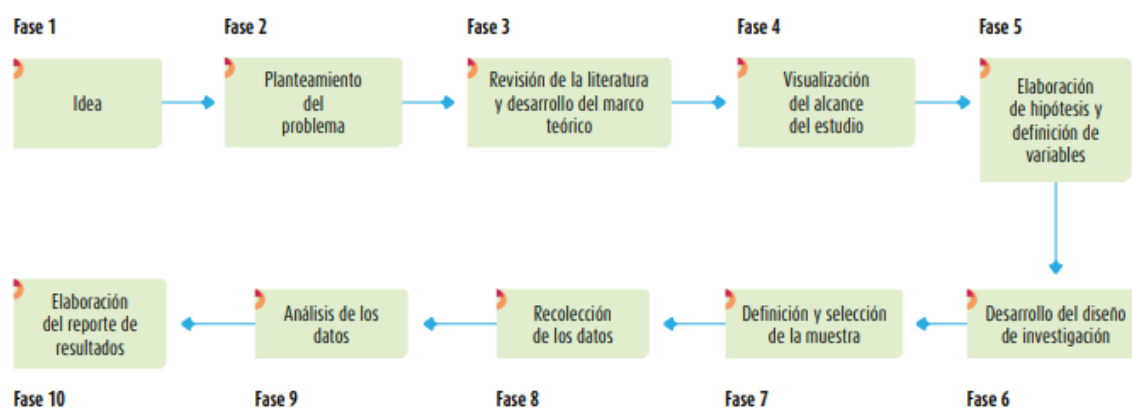 Fase 1
Idea
Fase 2
Planteamiento
del
problema
Fase 3
Revisión de la literatura
y desarrollo del marco
teórico
Fase 4
Visualización
del alcance
del estudio
Fase 5
Elaboración
de hipótesis y
definición de
variables
Desarrollo del diseño
de investigación
Fase 6
Definición y selección
de la muestra
Fase 7
Recolección
de los datos
Fase 8
Análisis de los
datos
Fase 9
Elaboración
del reporte de
resultados
Fase 10